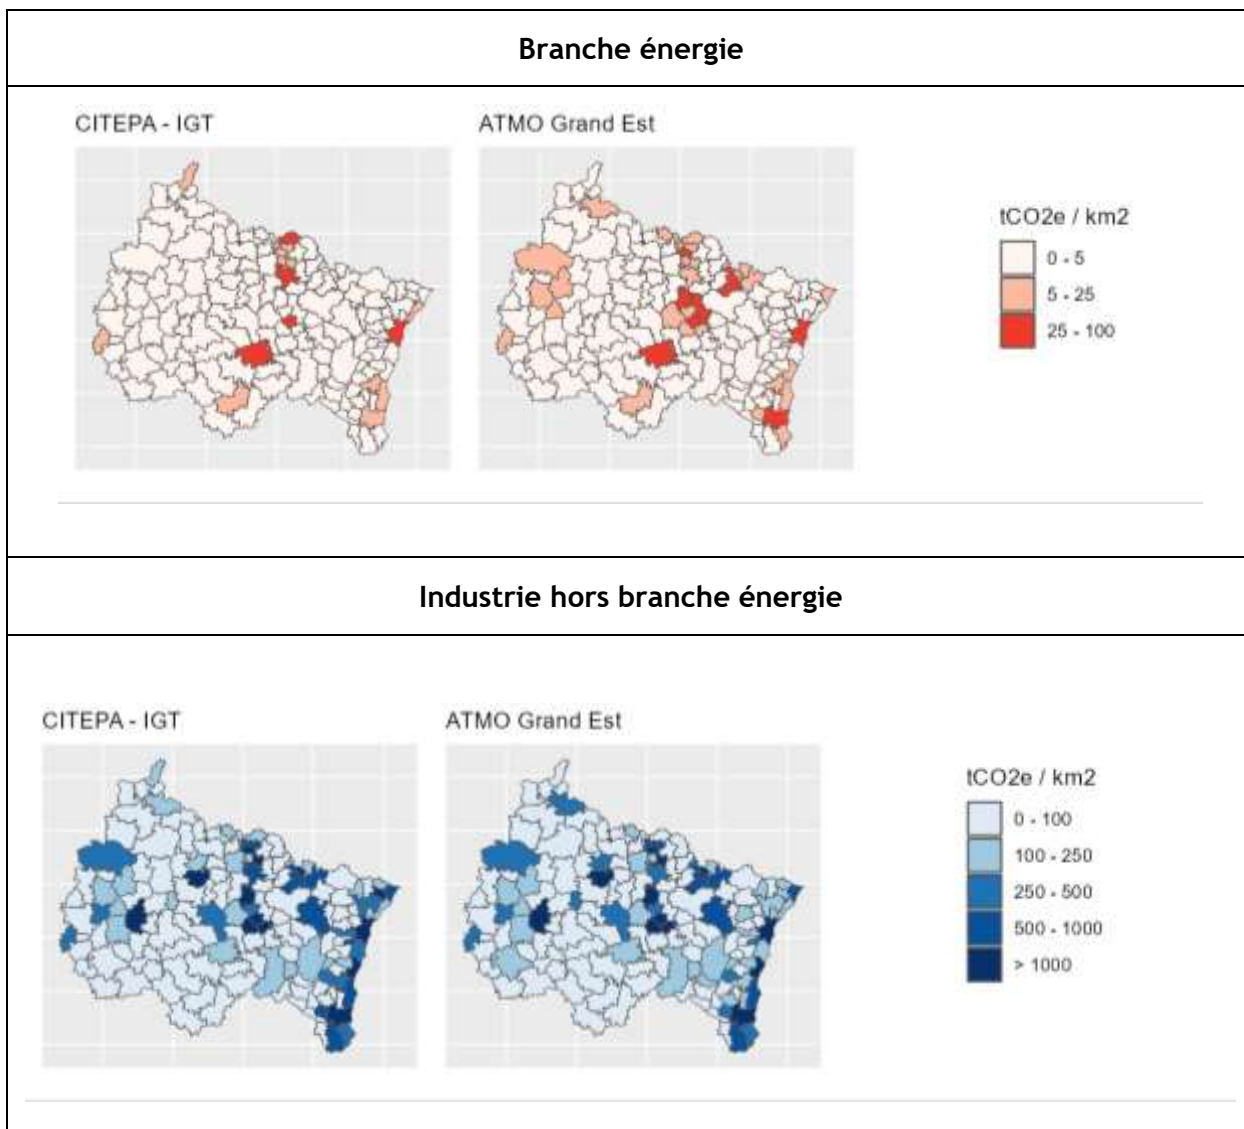 Branche énergie
CITEPA - IGT
ATMO Grand Est
tCO2e / km2
0 - 5
5 - 25
25 - 100
Industrie hors branche énergie
CITEPA - IGT
ATMO Grand Est
tCO2e / km2
0 - 100
100 - 250
250 - 500
500 - 1000
> 1000